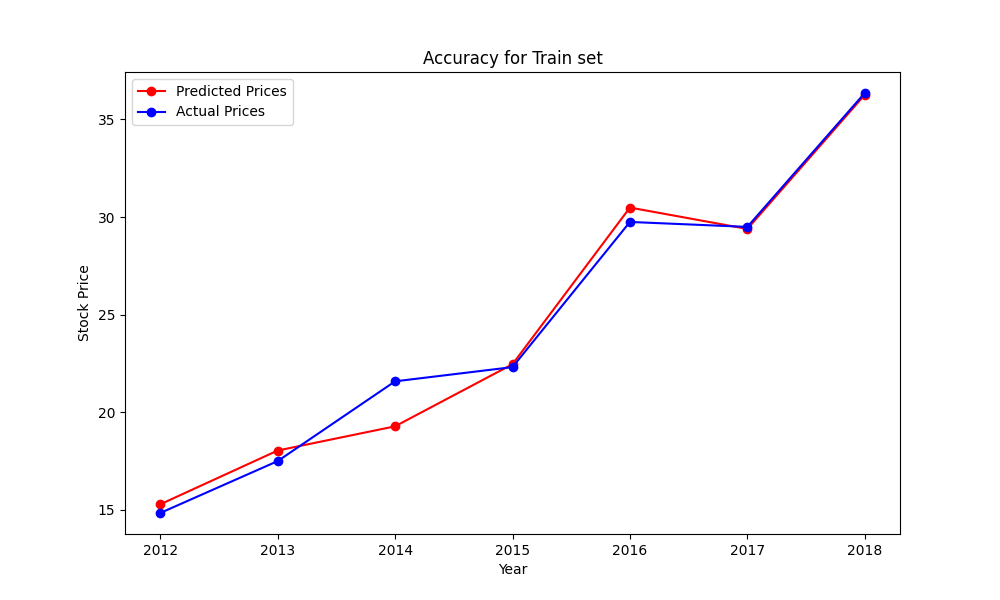 Accuracy for Train set
Predicted Prices
Actual Prices
35
30
25
20
15
Stock Price
2012 2013 2014 2015 2016 2017 2018
Year